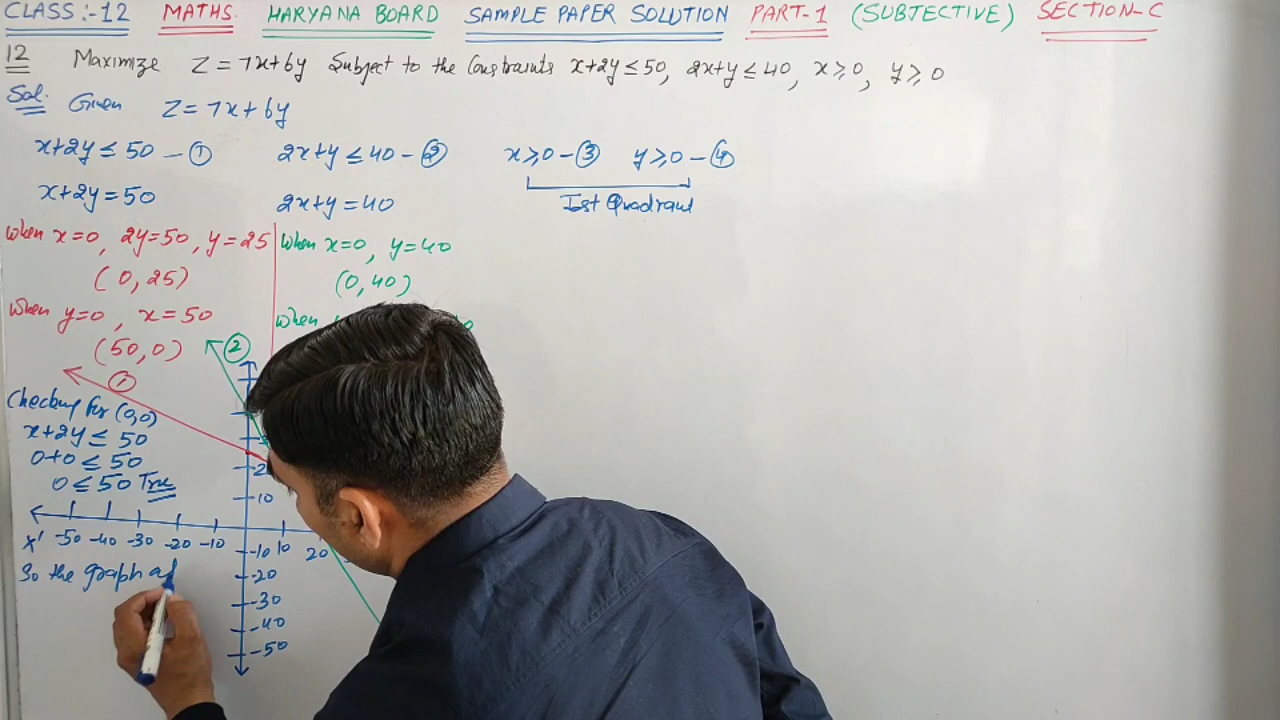 CLASS:-12 MATHS. HARYANA BOARD SAMPLE PAPER SOLUTION PART-1 (SUBJECTIVE) SECTION-C
12 Maximize Z = 7x+6y Subject to the Constraints x+2y ≤ 50, 2x+y ≤ 40, x ≥ 0, y ≥ 0
Sol. Given Z = 7x+6y
x+2y ≤ 50 - ① 2x+y ≤ 40 - ② x ≥ 0 - ③ y ≥ 0 - ④
x+2y = 50 2x+y = 40 Ist Quadrant
When x=0, 2y=50, y=25
(0,25)
When y=0, x=50
(50,0)
When x=0, y=40
(0,40)
When
②
①
Checking for (0,0)
x+2y ≤ 50
0+0 ≤ 50
0 ≤ 50 True
10
X' -50 -40 -30 -20 -10 10 20
-10
-20
-30
-40
-50
So the graph